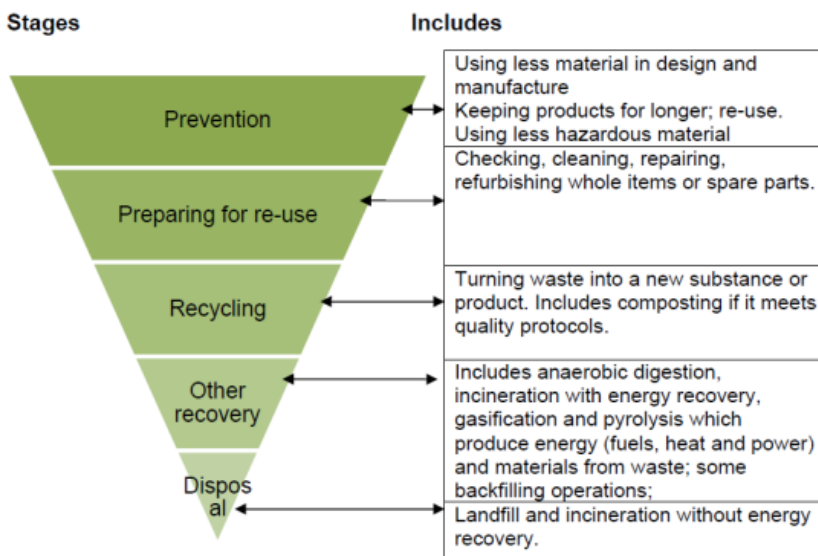 Stages
Includes
Prevention
Using less material in design and
manufacture
Keeping products for longer; re-use.
Using less hazardous material
Preparing for re-use
Checking, cleaning, repairing,
refurbishing whole items or spare parts.
Recycling
Turning waste into a new substance or
product. Includes composting if it meets
quality protocols.
Other
recovery
Includes anaerobic digestion,
incineration with energy recovery,
gasification and pyrolysis which
produce energy (fuels, heat and power)
and materials from waste; some
backfilling operations;
Dispos
al
Landfill and incineration without energy
recovery.